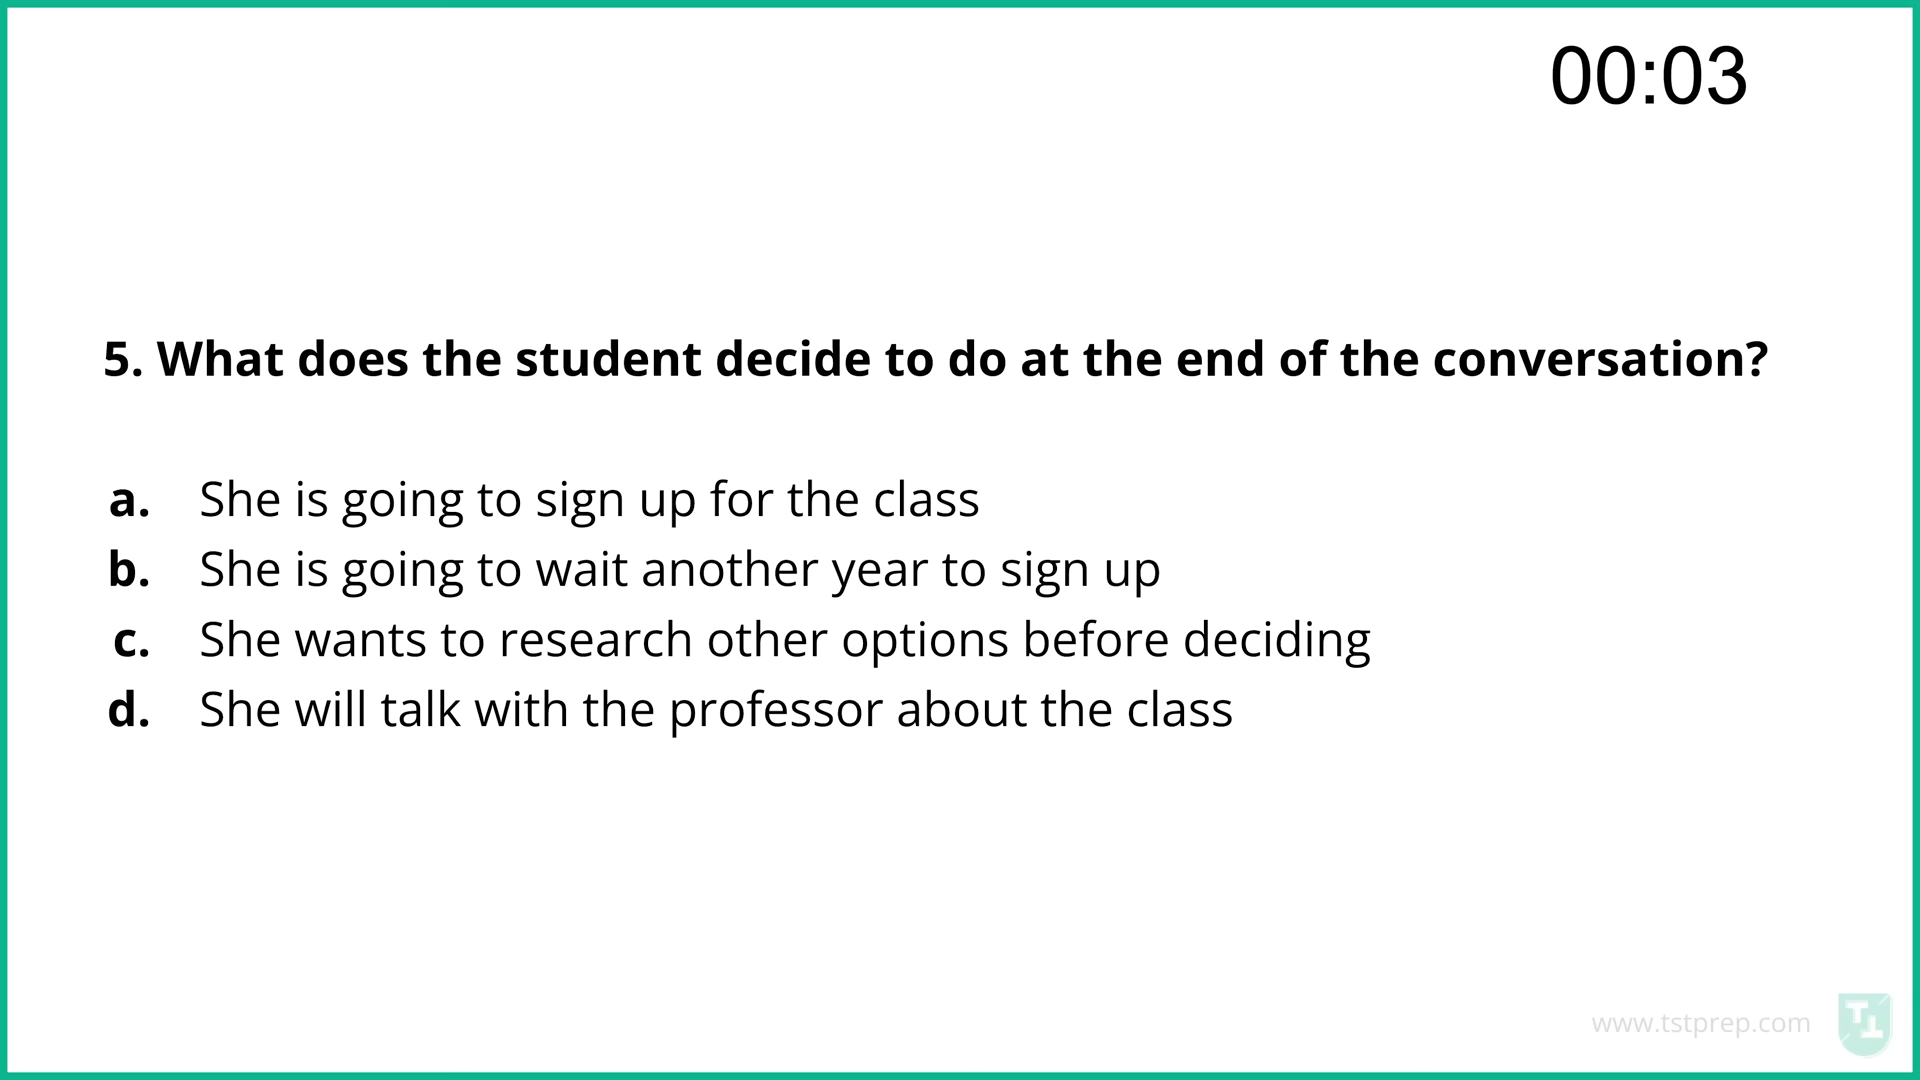 00:03
5. What does the student decide to do at the end of the conversation?
a. She is going to sign up for the class
b. She is going to wait another year to sign up
c. She wants to research other options before deciding
d. She will talk with the professor about the class
www.tstprep.com